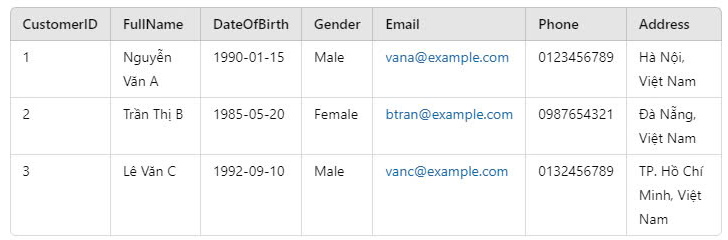 CustomerID FullName DateOfBirth Gender Email Phone Address
1 Nguyễn 1990-01-15 Male vana@example.com 0123456789 Hà Nội,
Văn A Việt Nam
2 Trần Thị B 1985-05-20 Female btran@example.com 0987654321 Đà Nẵng,
Việt Nam
3 Lê Văn C 1992-09-10 Male vanc@example.com 0132456789 TP. Hồ Chí
Minh, Việt
Nam